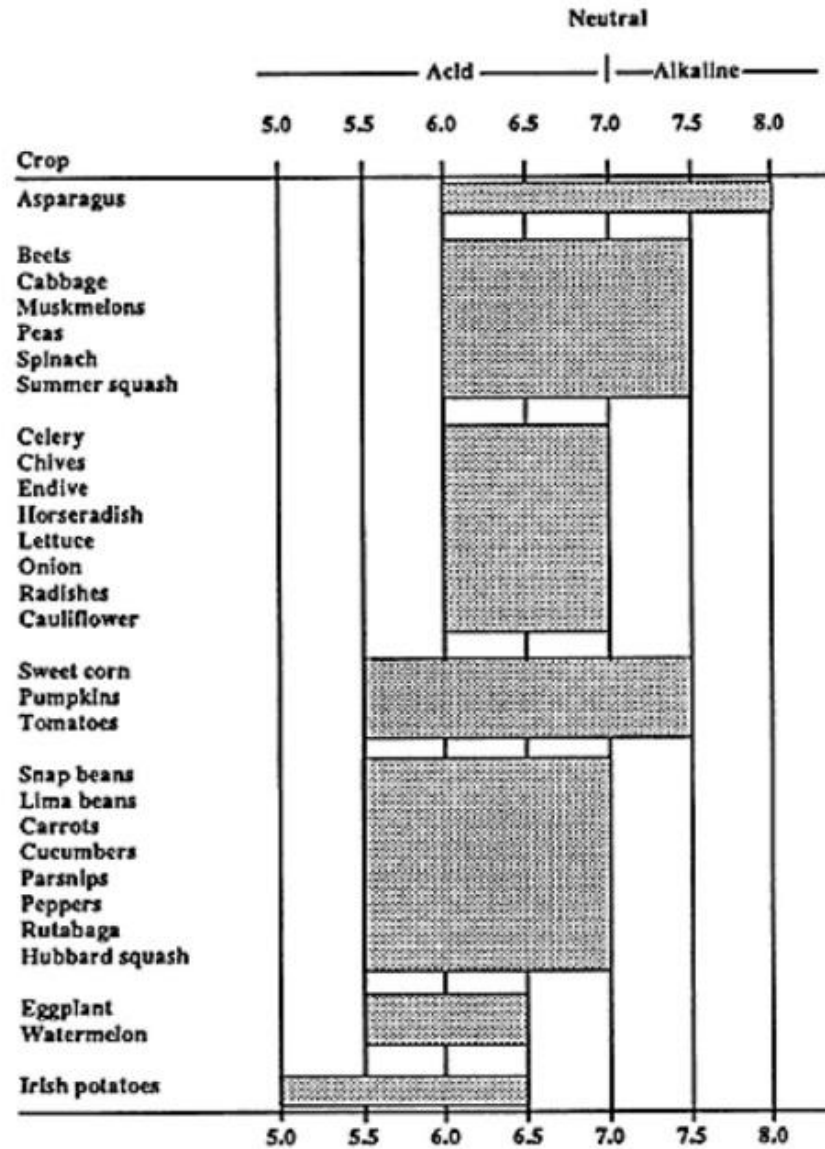 Neutral
Acid | Alkaline
5.0 5.5 6.0 6.5 7.0 7.5 8.0
Crop
Asparagus
Beets
Cabbage
Muskmelons
Peas
Spinach
Summer squash
Celery
Chives
Endive
Horseradish
Lettuce
Onion
Radishes
Cauliflower
Sweet corn
Pumpkins
Tomatoes
Snap beans
Lima beans
Carrots
Cucumbers
Parsnips
Peppers
Rutabaga
Hubbard squash
Eggplant
Watermelon
Irish potatoes
5.0 5.5 6.0 6.5 7.0 7.5 8.0